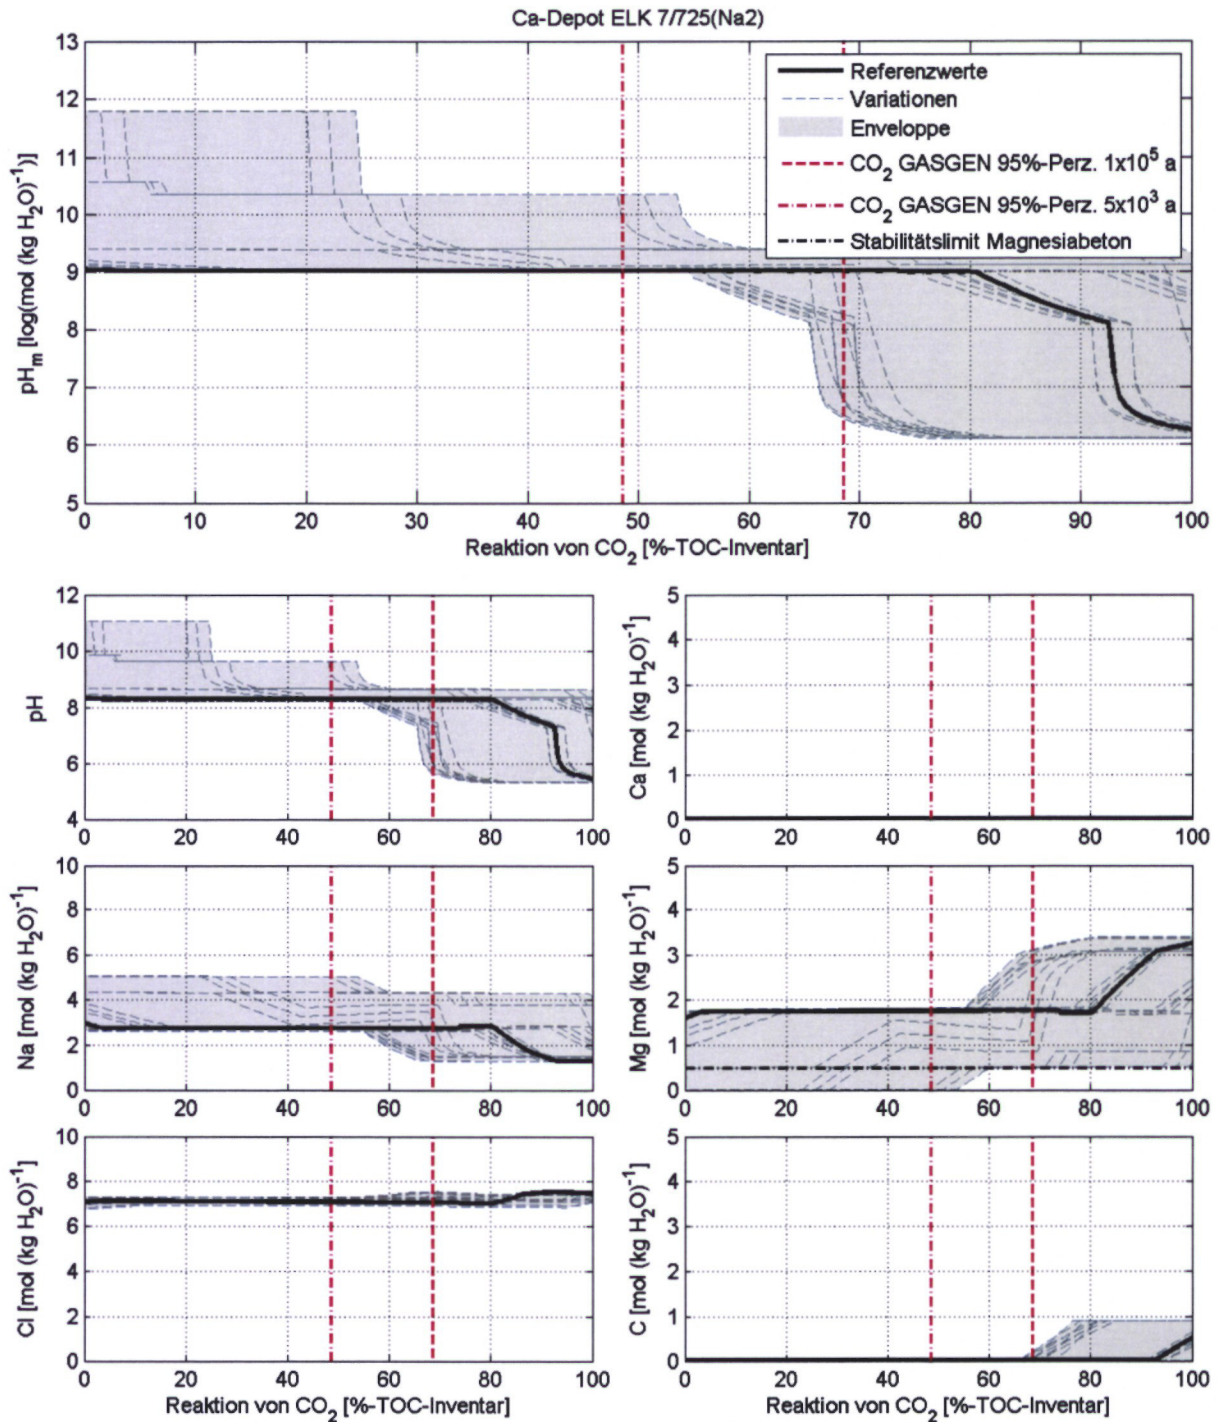 Ca-Depot ELK 7/725(Na2)
13
12
11
10
9
8
7
6
5
pH_m [log(mol (kg H₂O)⁻¹)]
Referenzwerte
Variationen
Enveloppe
CO₂ GASGEN 95%-Perz. 1x10⁵ a
CO₂ GASGEN 95%-Perz. 5x10³ a
Stabilitätslimit Magnesiabeton
0 10 20 30 40 50 60 70 80 90 100
Reaktion von CO₂ [%-TOC-Inventar]
12
10
8
6
4
pH
0 20 40 60 80 100
5
4
3
2
1
0
Ca [mol (kg H₂O)⁻¹]
0 20 40 60 80 100
10
8
6
4
2
0
Na [mol (kg H₂O)⁻¹]
0 20 40 60 80 100
5
4
3
2
1
0
Mg [mol (kg H₂O)⁻¹]
0 20 40 60 80 100
10
8
6
4
2
0
Cl [mol (kg H₂O)⁻¹]
0 20 40 60 80 100
Reaktion von CO₂ [%-TOC-Inventar]
5
4
3
2
1
0
C [mol (kg H₂O)⁻¹]
0 20 40 60 80 100
Reaktion von CO₂ [%-TOC-Inventar]